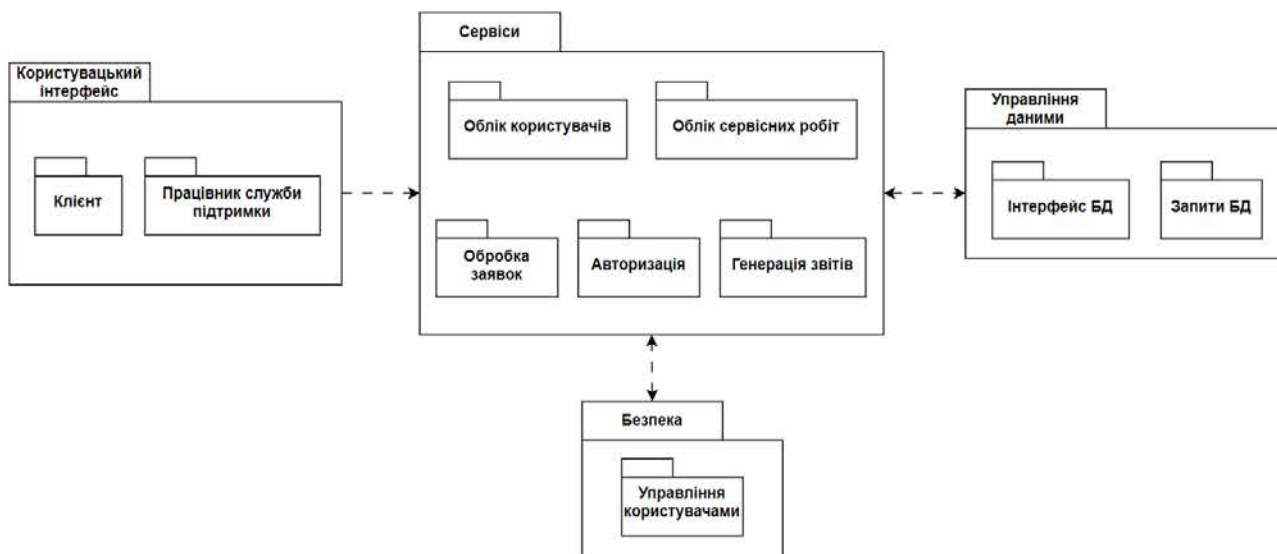 Користувацький
інтерфейс
Клієнт
Працівник служби
підтримки
Сервіси
Облік користувачів
Облік сервісних робіт
Обробка
заявок
Авторизація
Генерація звітів
Управління
даними
Інтерфейс БД
Запити БД
Безпека
Управління
користувачами